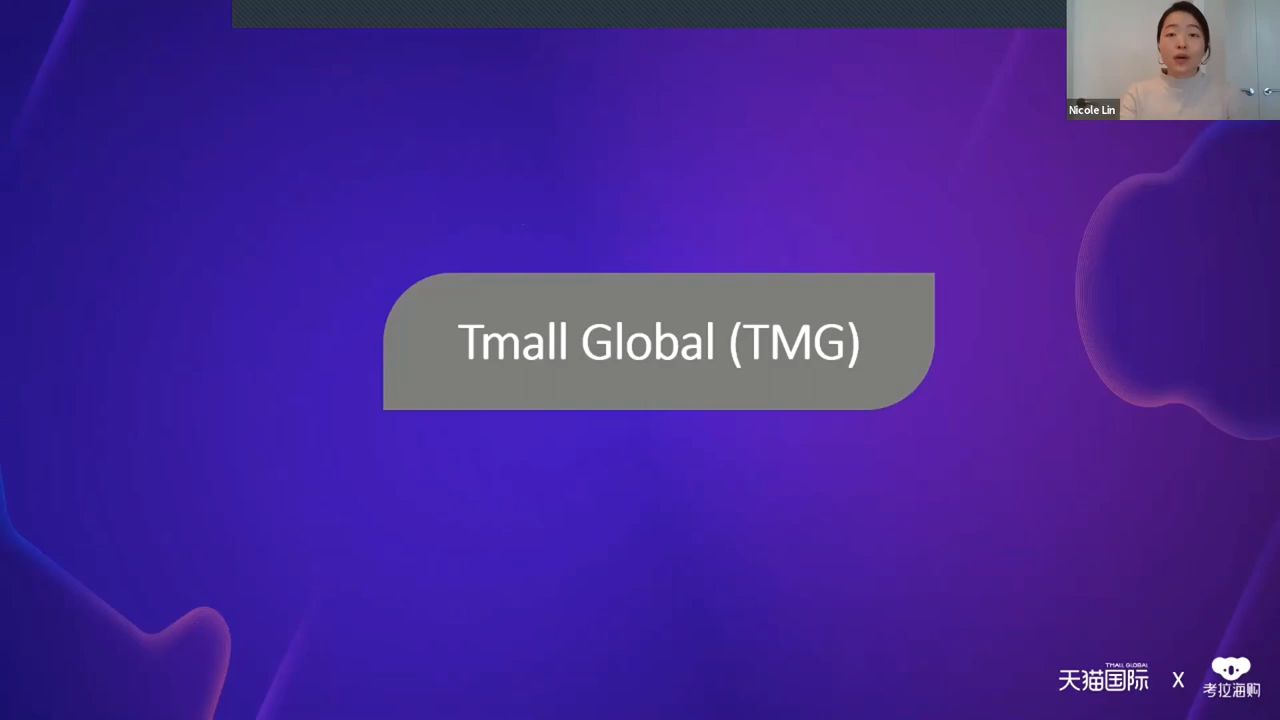 Nicole Lin
Tmall Global (TMG)
TMALL GLOBAL
天猫国际 X 考拉海购